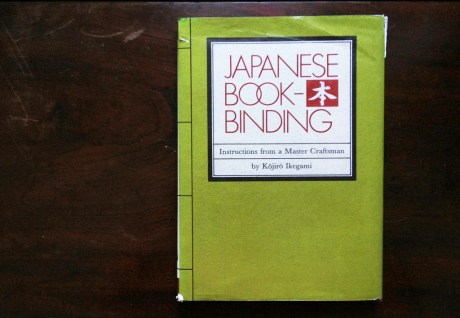 JAPANESE
BOOK-本
BINDING
Instructions from a Master Craftsman
by Kōjirō Ikegami